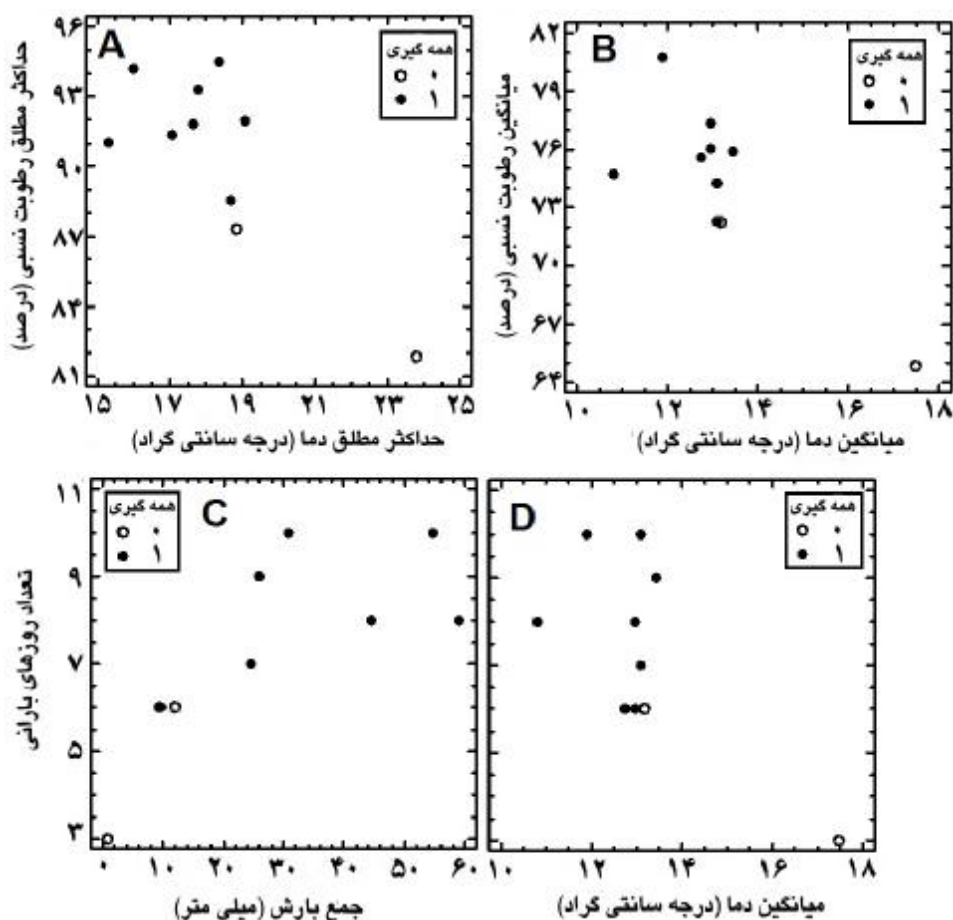 A
همه گیری
۰
۱
۹۶
۹۳
۹۰
۸۷
۸۴
۸۱
حداکثر مطلق رطوبت نسبی (درصد)
۱۵ ۱۷ ۱۹ ۲۱ ۲۳ ۲۵
حداکثر مطلق دما (درجه سانتی گراد)
B
همه گیری
۰
۱
۸۲
۷۹
۷۶
۷۳
۷۰
۶۷
۶۴
میانگین رطوبت نسبی (درصد)
۱۰ ۱۲ ۱۴ ۱۶ ۱۸
میانگین دما (درجه سانتی گراد)
C
همه گیری
۰
۱
۱۱
۹
۷
۵
۳
تعداد روزهای بارانی
۰ ۱۰ ۲۰ ۳۰ ۴۰ ۵۰ ۶۰
جمع بارش (میلی متر)
D
همه گیری
۰
۱
۱۰ ۱۲ ۱۴ ۱۶ ۱۸
میانگین دما (درجه سانتی گراد)